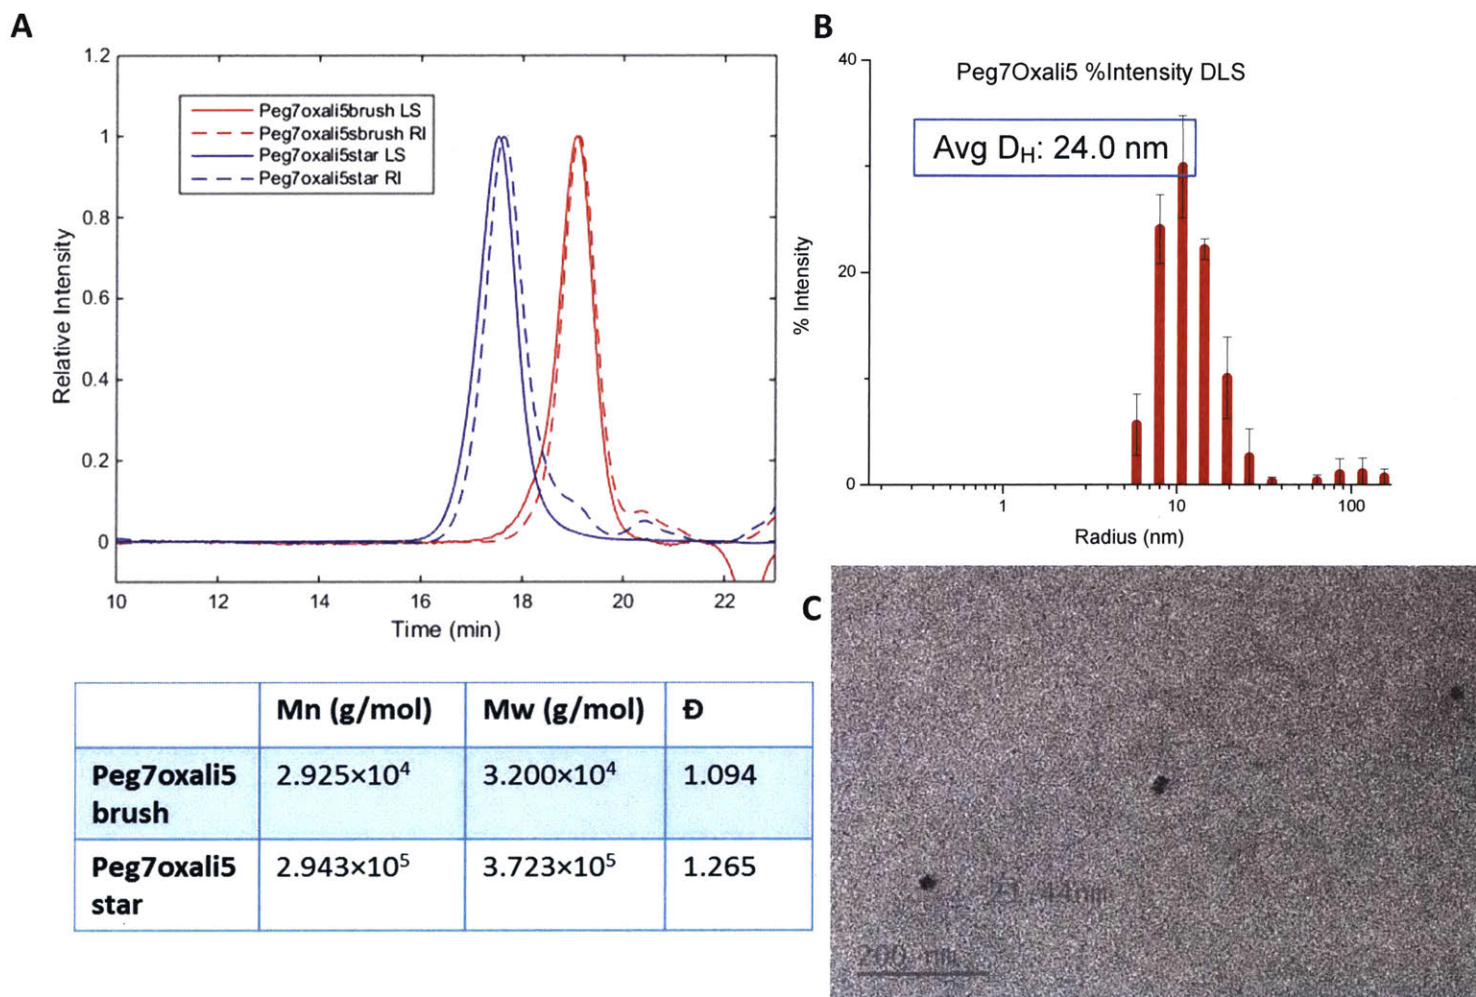 A
1.2
1
0.8
0.6
0.4
0.2
0
Relative Intensity
Peg7oxali5brush LS
Peg7oxali5sbrush RI
Peg7oxali5star LS
Peg7oxali5star RI
10 12 14 16 18 20 22
Time (min)
Mn (g/mol) Mw (g/mol) Đ
Peg7oxali5 brush 2.925×10⁴ 3.200×10⁴ 1.094
Peg7oxali5 star 2.943×10⁵ 3.723×10⁵ 1.265
B
Peg7Oxali5 %Intensity DLS
Avg D_H: 24.0 nm
40
20
0
% Intensity
1 10 100
Radius (nm)
C
200 nm